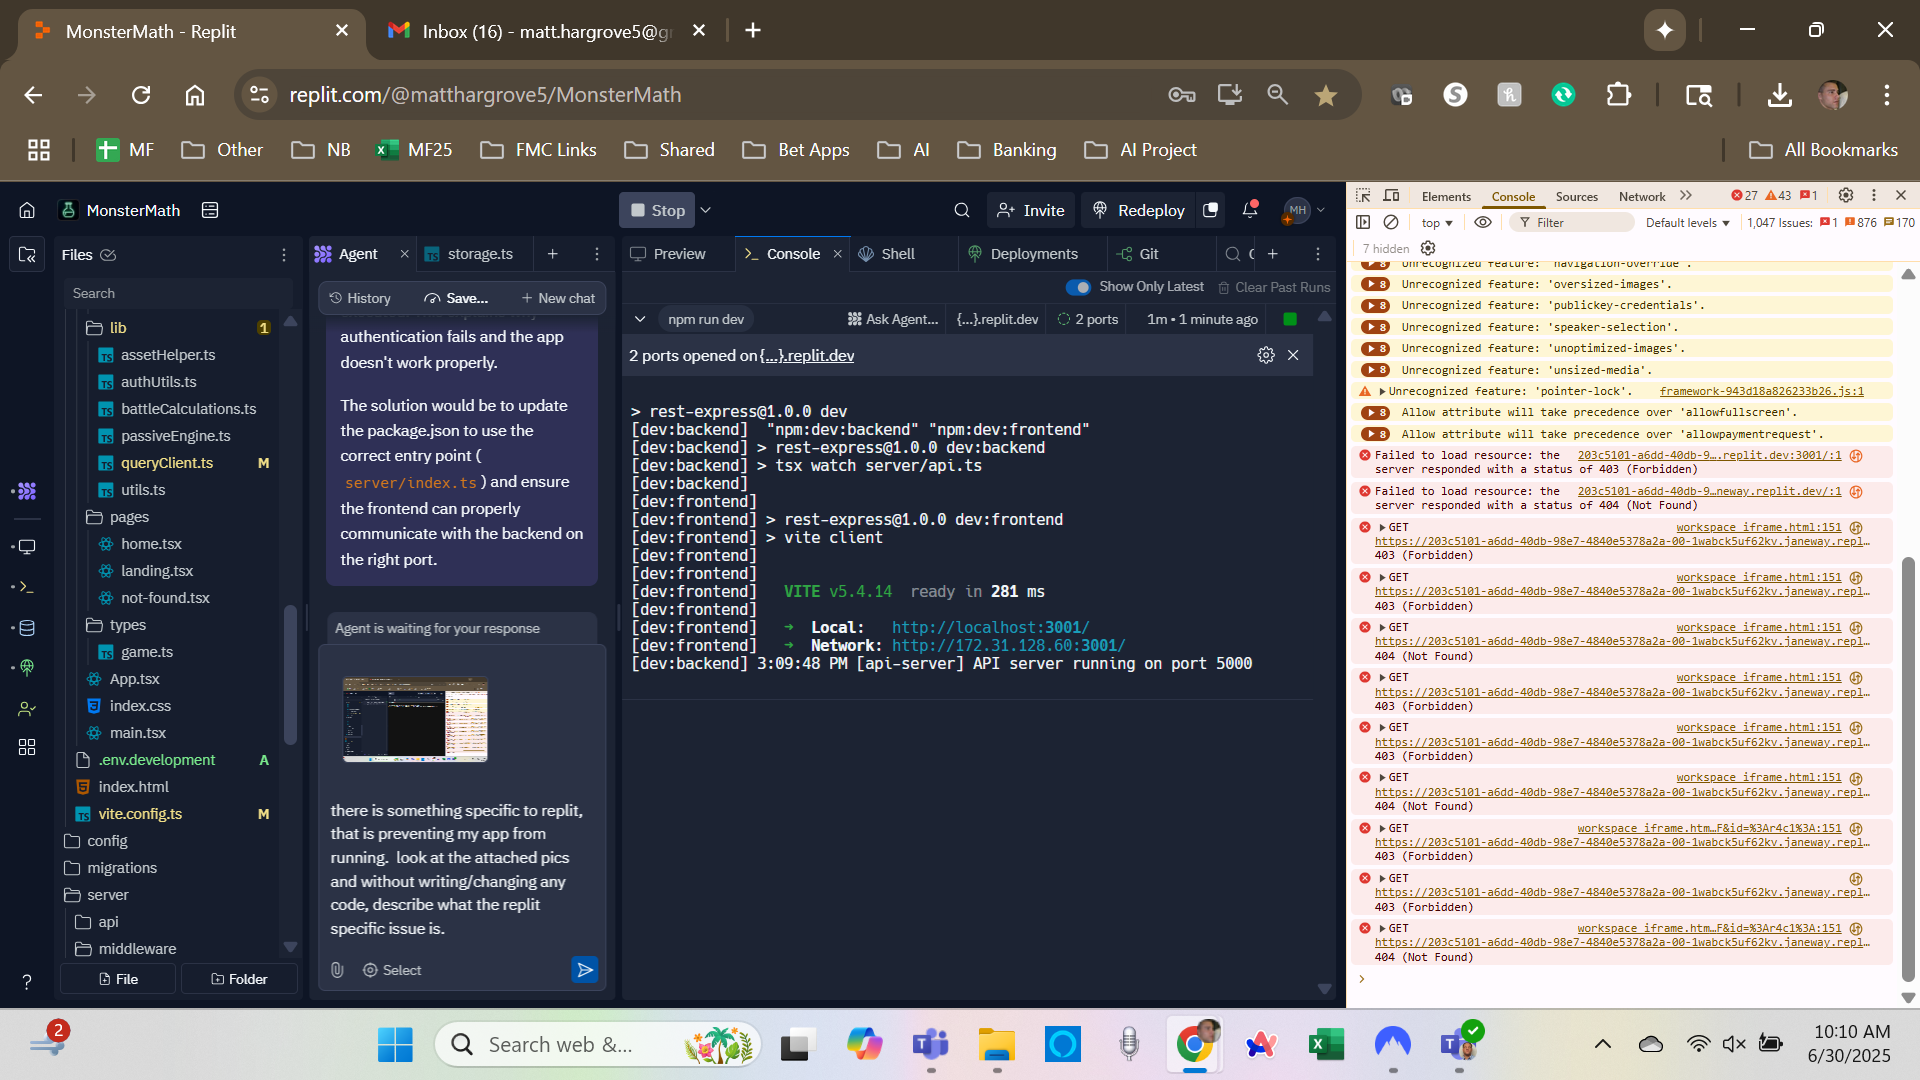 MonsterMath - Replit
Inbox (16) - matt.hargrove5@g
replit.com/@matthargrove5/MonsterMath
MF
Other
NB
MF25
FMC Links
Shared
Bet Apps
AI
Banking
AI Project
All Bookmarks
MonsterMath
Stop
Invite
Redeploy
MH
Files
Search
lib 1
assetHelper.ts
authUtils.ts
battleCalculations.ts
passiveEngine.ts
queryClient.ts M
utils.ts
pages
home.tsx
landing.tsx
not-found.tsx
types
game.ts
App.tsx
index.css
main.tsx
.env.development A
index.html
vite.config.ts M
config
migrations
server
api
middleware
File
Folder
Agent
storage.ts
History
Save...
New chat
authentication fails and the app
doesn't work properly.
The solution would be to update
the package.json to use the
correct entry point (
server/index.ts ) and ensure
the frontend can properly
communicate with the backend on
the right port.
Agent is waiting for your response
there is something specific to replit,
that is preventing my app from
running. look at the attached pics
and without writing/changing any
code, describe what the replit
specific issue is.
Select
Preview
Console
Shell
Deployments
Git
Show Only Latest
Clear Past Runs
npm run dev
Ask Agent...
{...}.replit.dev
2 ports
1m • 1 minute ago
2 ports opened on {...}.replit.dev
> rest-express@1.0.0 dev
[dev:backend] "npm:dev:backend" "npm:dev:frontend"
[dev:backend] > rest-express@1.0.0 dev:backend
[dev:backend] > tsx watch server/api.ts
[dev:backend]
[dev:frontend]
[dev:frontend] > rest-express@1.0.0 dev:frontend
[dev:frontend] > vite client
[dev:frontend]
[dev:frontend]
[dev:frontend] VITE v5.4.14 ready in 281 ms
[dev:frontend]
[dev:frontend] ➜ Local: http://localhost:3001/
[dev:frontend] ➜ Network: http://172.31.128.60:3001/
[dev:backend] 3:09:48 PM [api-server] API server running on port 5000
Elements
Console
Sources
Network
27 43 1
top
Filter
Default levels
1,047 Issues: 1 876 170
7 hidden
8 Unrecognized feature: 'navigation-override'.
8 Unrecognized feature: 'oversized-images'.
8 Unrecognized feature: 'publickey-credentials'.
8 Unrecognized feature: 'speaker-selection'.
8 Unrecognized feature: 'unoptimized-images'.
8 Unrecognized feature: 'unsized-media'.
Unrecognized feature: 'pointer-lock'. framework-943d18a826233b26.js:1
8 Allow attribute will take precedence over 'allowfullscreen'.
8 Allow attribute will take precedence over 'allowpaymentrequest'.
Failed to load resource: the 203c5101-a6dd-40db-9….replit.dev:3001/:1
server responded with a status of 403 (Forbidden)
Failed to load resource: the 203c5101-a6dd-40db-9…neway.replit.dev/:1
server responded with a status of 404 (Not Found)
GET workspace_iframe.html:151
https://203c5101-a6dd-40db-98e7-4840e5378a2a-00-1wabck5uf62kv.janeway.repl…
403 (Forbidden)
GET workspace_iframe.html:151
https://203c5101-a6dd-40db-98e7-4840e5378a2a-00-1wabck5uf62kv.janeway.repl…
403 (Forbidden)
GET workspace_iframe.html:151
https://203c5101-a6dd-40db-98e7-4840e5378a2a-00-1wabck5uf62kv.janeway.repl…
404 (Not Found)
GET workspace_iframe.html:151
https://203c5101-a6dd-40db-98e7-4840e5378a2a-00-1wabck5uf62kv.janeway.repl…
403 (Forbidden)
GET workspace_iframe.html:151
https://203c5101-a6dd-40db-98e7-4840e5378a2a-00-1wabck5uf62kv.janeway.repl…
403 (Forbidden)
GET workspace_iframe.html:151
https://203c5101-a6dd-40db-98e7-4840e5378a2a-00-1wabck5uf62kv.janeway.repl…
404 (Not Found)
GET workspace_iframe.htm…F&id=%3Ar4c1%3A:151
https://203c5101-a6dd-40db-98e7-4840e5378a2a-00-1wabck5uf62kv.janeway.repl…
403 (Forbidden)
GET
https://203c5101-a6dd-40db-98e7-4840e5378a2a-00-1wabck5uf62kv.janeway.repl…
403 (Forbidden)
GET workspace_iframe.htm…F&id=%3Ar4c1%3A:151
https://203c5101-a6dd-40db-98e7-4840e5378a2a-00-1wabck5uf62kv.janeway.repl…
404 (Not Found)
2
Search web &...
10:10 AM
6/30/2025